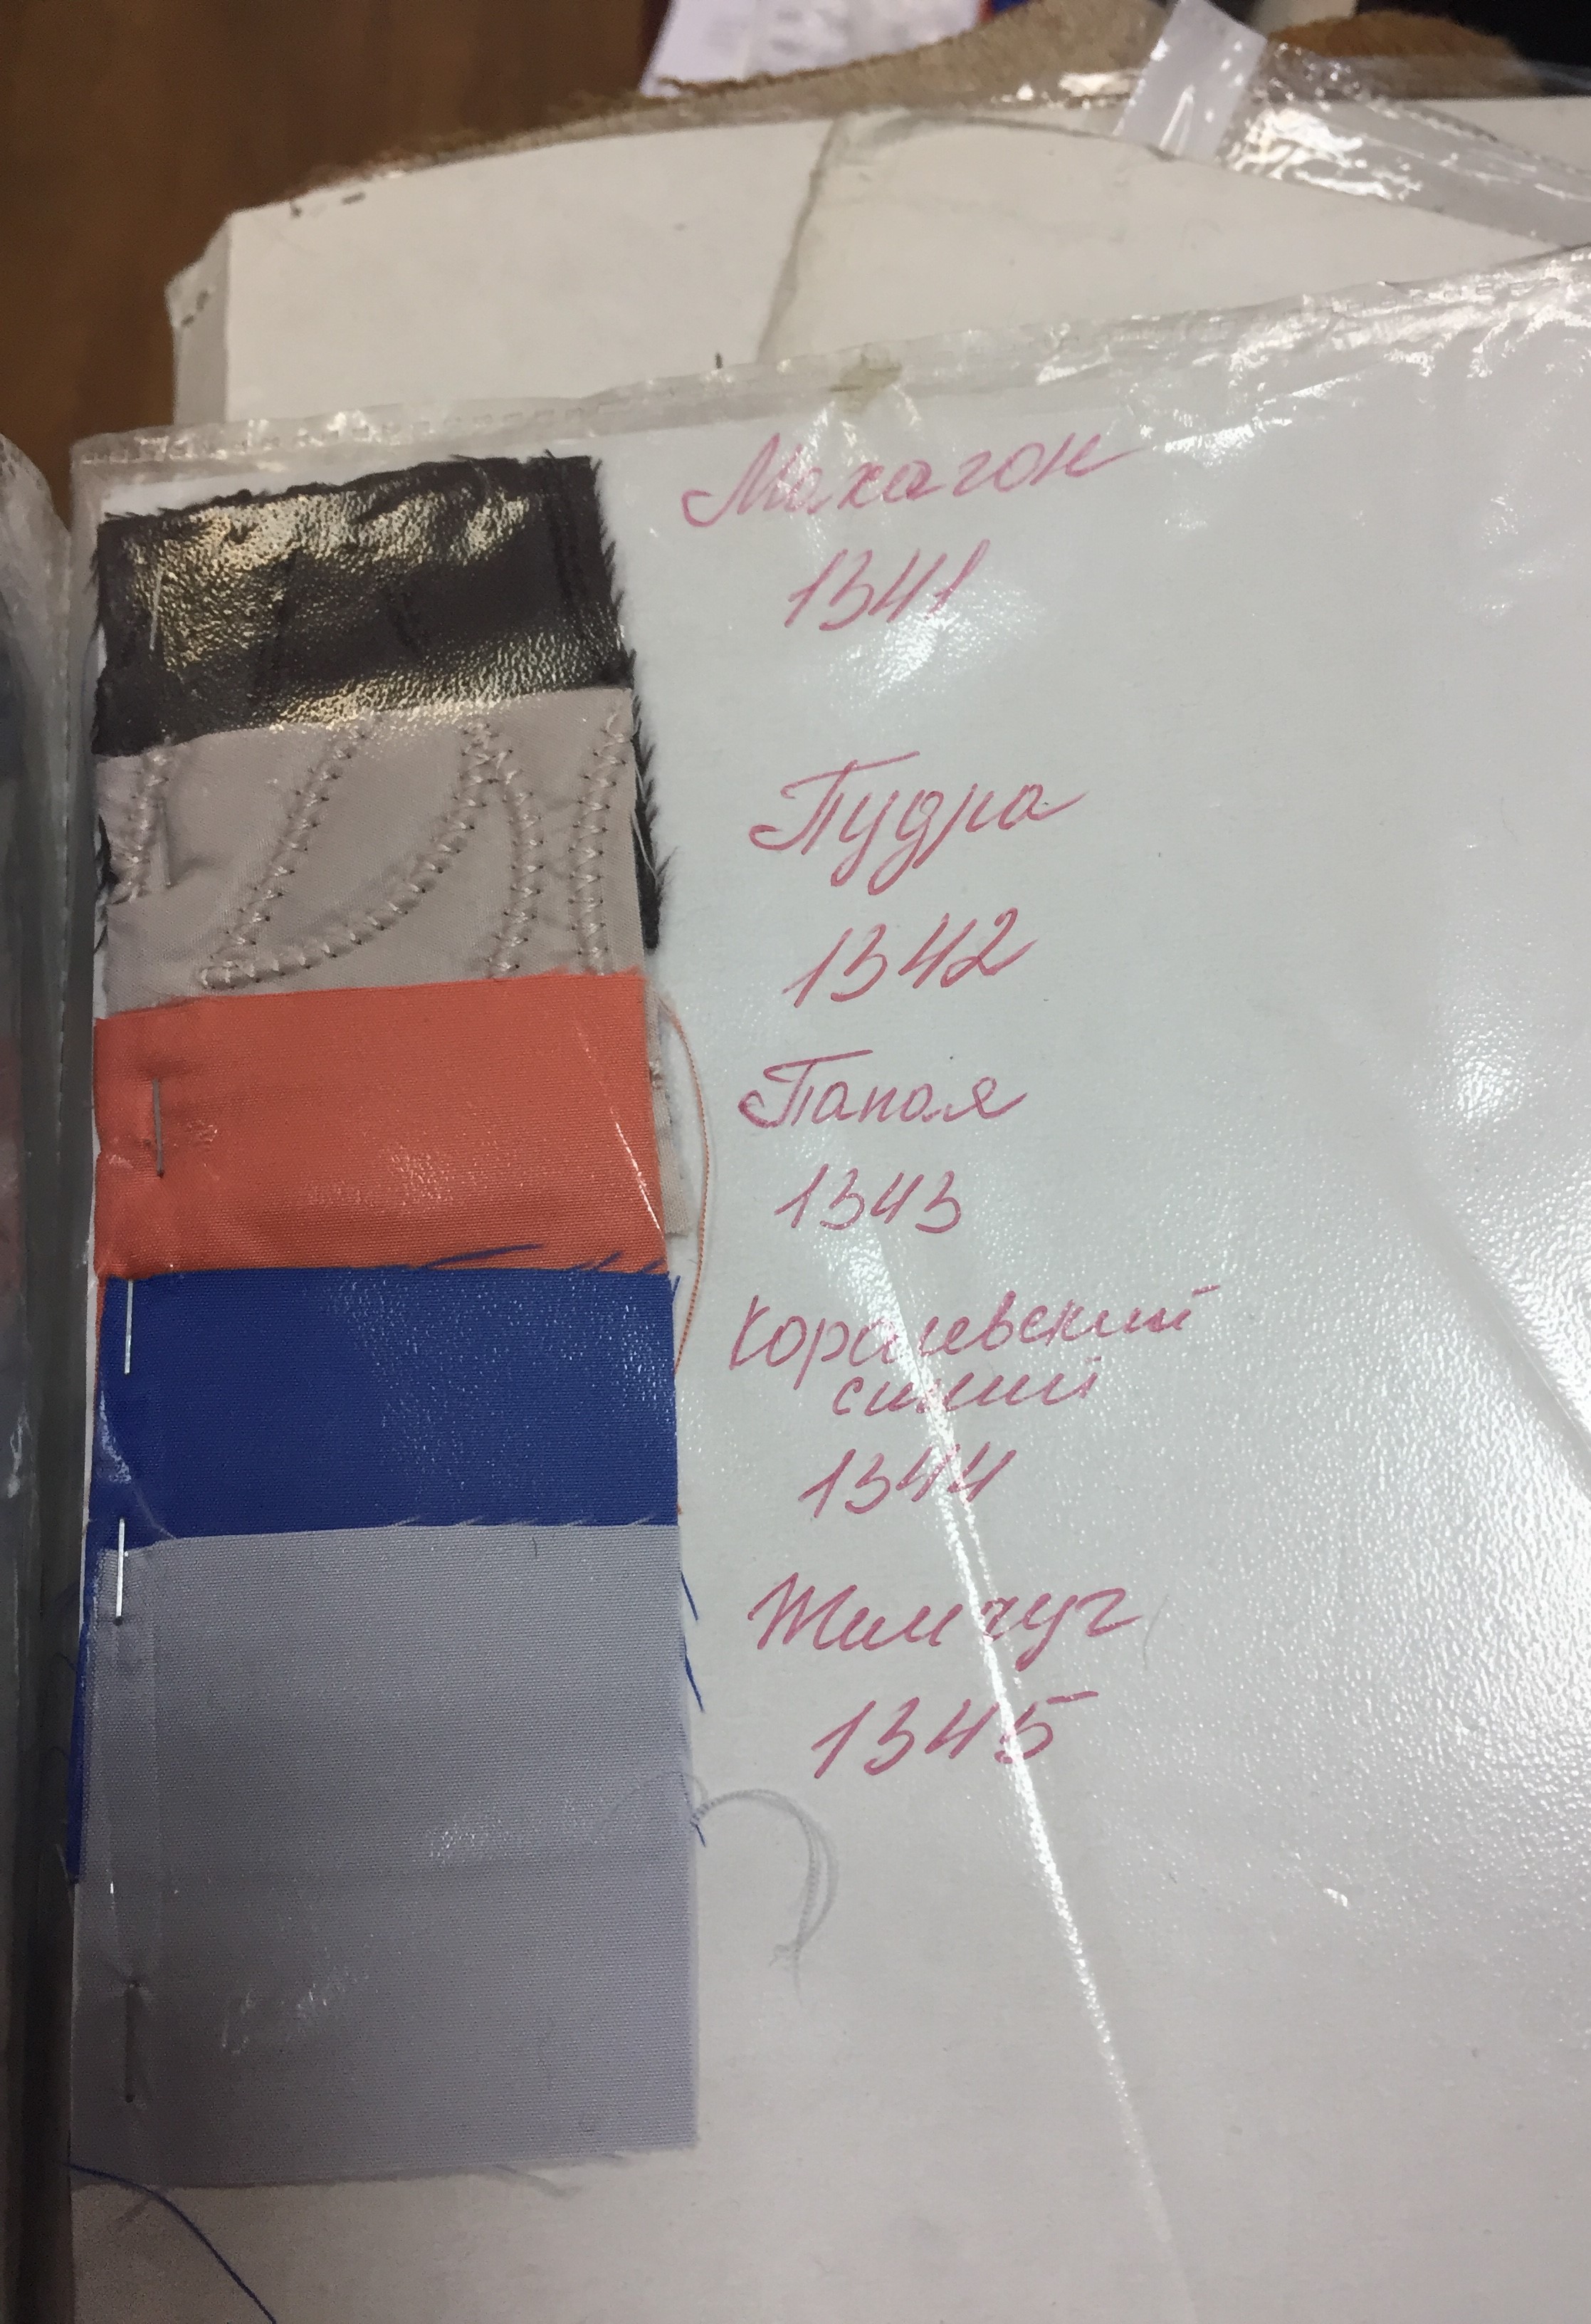 Махагон
1341
Пудра
1342
Папая
1343
Королевский
синий
1344
Жемчуг
1345